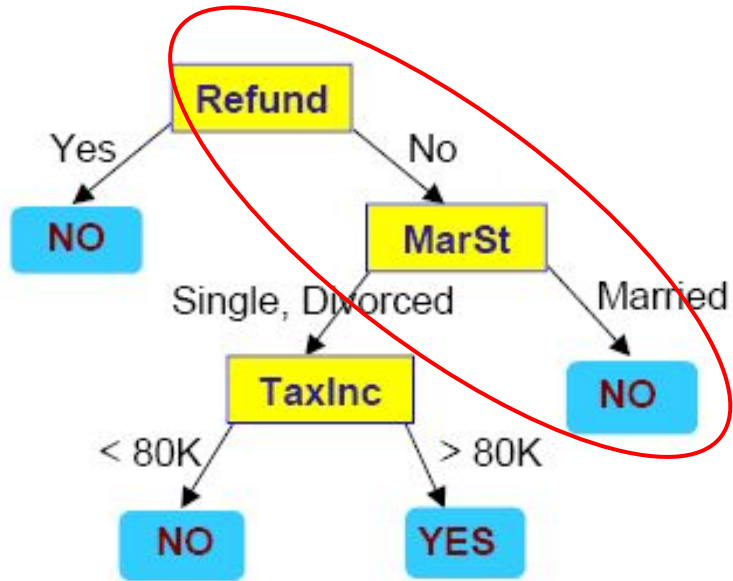 Refund
Yes
No
NO
MarSt
Single, Divorced
Married
TaxInc
NO
< 80K
> 80K
NO
YES